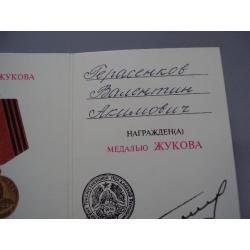 ЖУКОВА
Герасенков
Валентин
Акимович
НАГРАЖДЕН(А)
МЕДАЛЬЮ ЖУКОВА